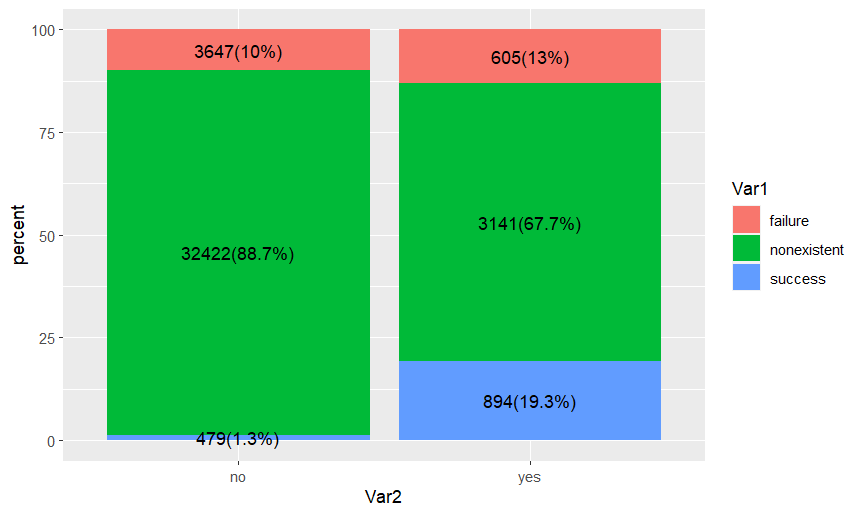 100
75
50
25
0
percent
3647(10%)
605(13%)
32422(88.7%)
3141(67.7%)
479(1.3%)
894(19.3%)
no
yes
Var2
Var1
failure
nonexistent
success